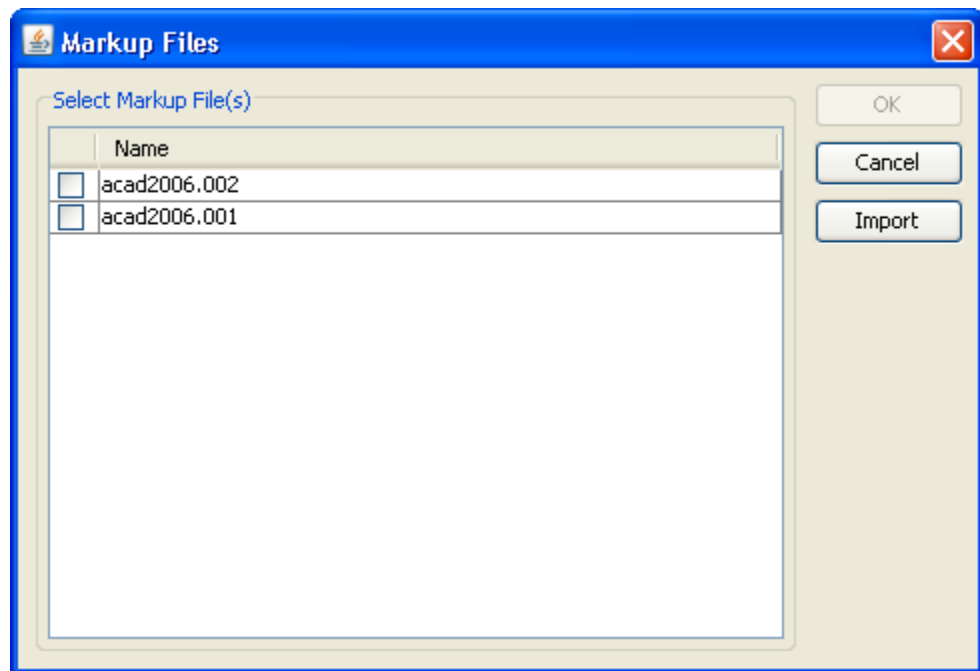 Markup Files
Select Markup File(s)
OK
Name
Cancel
acad2006.002
acad2006.001
Import